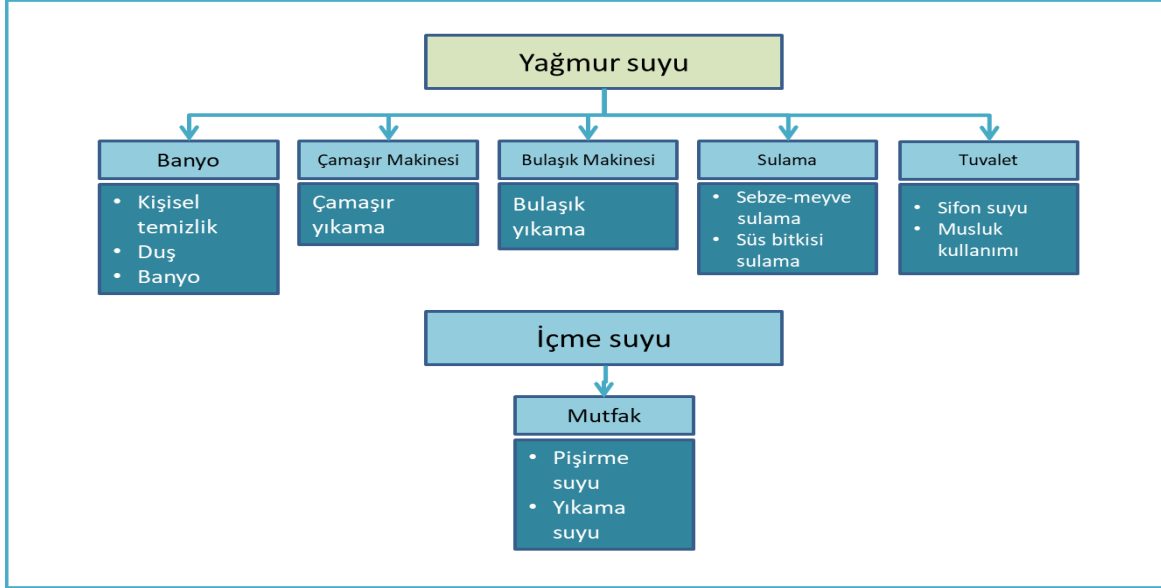 Yağmur suyu
Banyo
• Kişisel
temizlik
• Duş
• Banyo
Çamaşır Makinesi
Çamaşır
yıkama
Bulaşık Makinesi
Bulaşık
yıkama
Sulama
• Sebze-meyve
sulama
• Süs bitkisi
sulama
Tuvalet
• Sifon suyu
• Musluk
kullanımı
İçme suyu
Mutfak
• Pişirme
suyu
• Yıkama
suyu